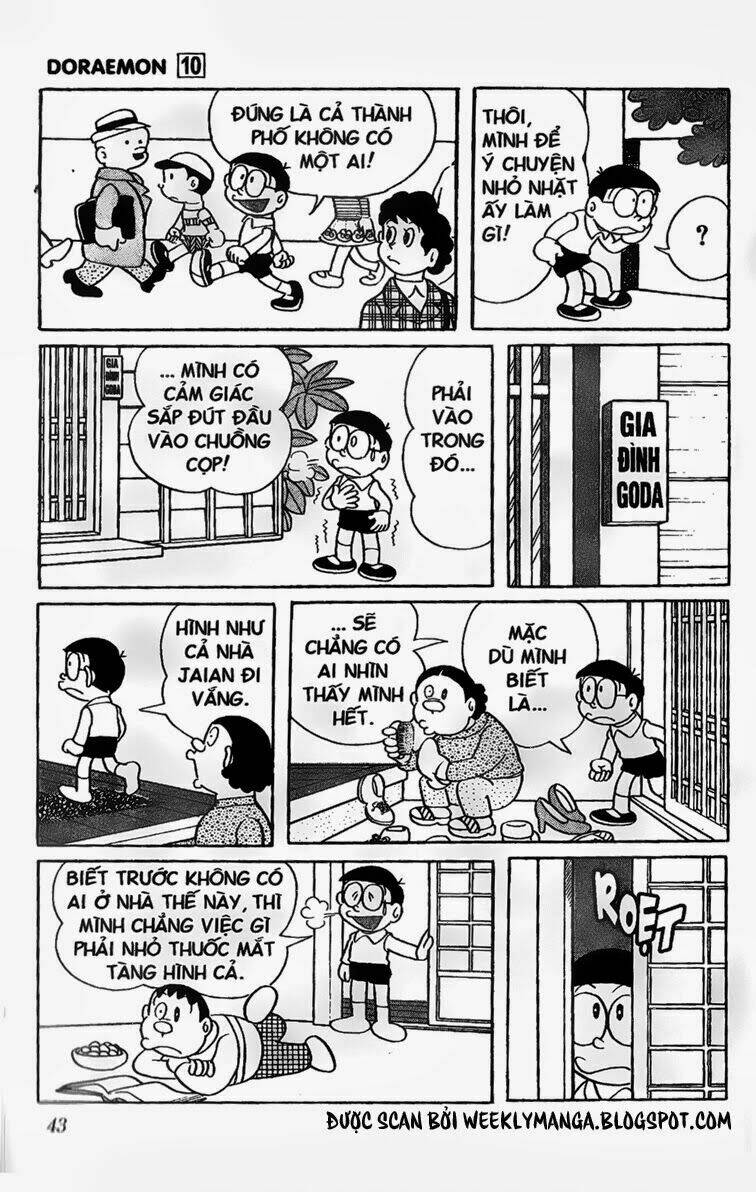 DORAEMON 10
ĐÚNG LÀ CẢ THÀNH
PHỐ KHÔNG CÓ
MỘT AI!
THÔI,
MÌNH ĐỂ
Ý CHUYỆN
NHỎ NHẶT
ẤY LÀM
GÌ!
?
GIA
ĐÌNH
GODA
... MÌNH CÓ
CẢM GIÁC
SẮP ĐÚT ĐẦU
VÀO CHUỒNG
CỌP!
PHẢI
VÀO
TRONG
ĐÓ...
GIA
ĐÌNH
GODA
HÌNH NHƯ
CẢ NHÀ
JAIAN ĐI
VẮNG.
... SẼ
CHẲNG CÓ
AI NHÌN
THẤY MÌNH
HẾT.
MẶC
DÙ MÌNH
BIẾT
LÀ...
BIẾT TRƯỚC KHÔNG CÓ
AI Ở NHÀ THẾ NÀY, THÌ
MÌNH CHẲNG VIỆC GÌ
PHẢI NHỎ THUỐC MẮT
TÀNG HÌNH CẢ.
ROẸT
43
ĐƯỢC SCAN BỞI WEEKLYMANGA.BLOGSPOT.COM